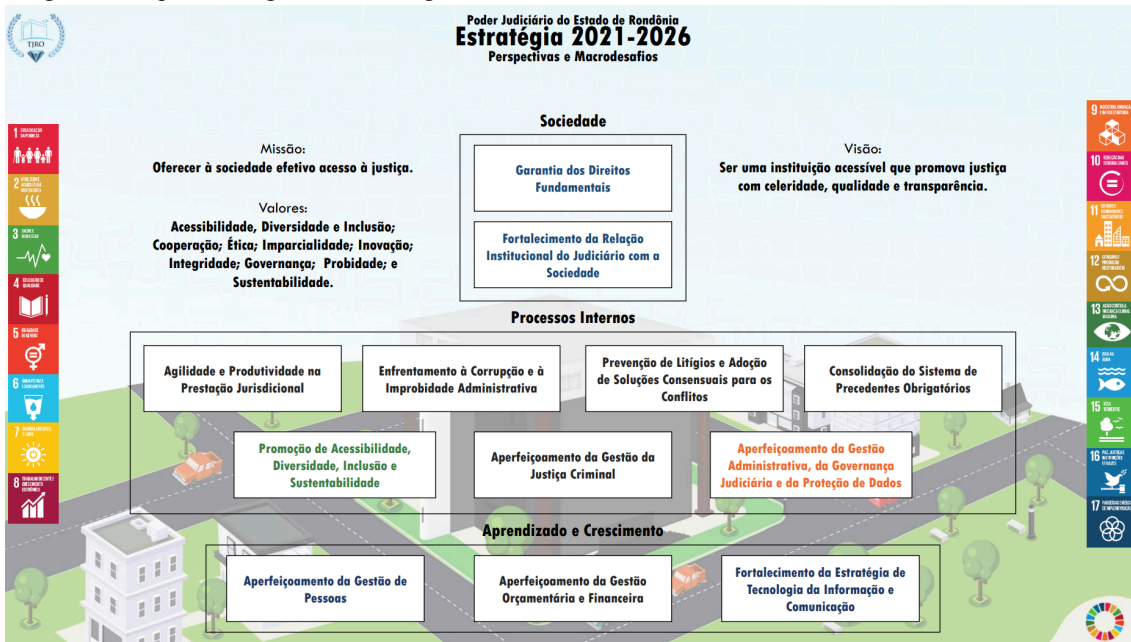 TJRO
Poder Judiciário do Estado de Rondônia
Estratégia 2021-2026
Perspectivas e Macrodesafios
Missão:
Oferecer à sociedade efetivo acesso à justiça.
Valores:
Acessibilidade, Diversidade e Inclusão;
Cooperação; Ética; Imparcialidade; Inovação;
Integridade; Governança; Probidade; e
Sustentabilidade.
Sociedade
Garantia dos Direitos
Fundamentais
Fortalecimento da Relação
Institucional do Judiciário com a
Sociedade
Visão:
Ser uma instituição acessível que promova justiça
com celeridade, qualidade e transparência.
Processos Internos
Agilidade e Produtividade na
Prestação Jurisdicional
Enfrentamento à Corrupção e à
Improbidade Administrativa
Prevenção de Litígios e Adoção
de Soluções Consensuais para os
Conflitos
Consolidação do Sistema de
Precedentes Obrigatórios
Promoção de Acessibilidade,
Diversidade, Inclusão e
Sustentabilidade
Aperfeiçoamento da Gestão da
Justiça Criminal
Aperfeiçoamento da Gestão
Administrativa, da Governança
Judiciária e da Proteção de Dados
Aprendizado e Crescimento
Aperfeiçoamento da Gestão de
Pessoas
Aperfeiçoamento da Gestão
Orçamentária e Financeira
Fortalecimento da Estratégia de
Tecnologia da Informação e
Comunicação
1
2
3
4
5
6
7
8
9
10
11
12
13
14
15
16
17